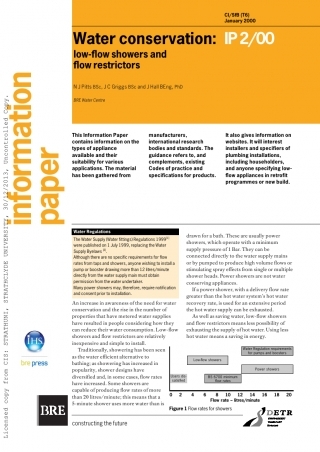 CI/SfB (T6)
January 2000
Water conservation: IP 2/00
low-flow showers and
flow restrictors
N J Pitts BSc, J C Griggs BSc and J Hall BEng, PhD
BRE Water Centre
information
paper
Licensed copy from CIS: STRATHUNI, STRATHCLYDE UNIVERSITY, 30/12/2013, Uncontrolled Copy.
This Information Paper
contains information on the
types of appliance
available and their
suitability for various
applications. The material
has been gathered from
manufacturers,
international research
bodies and standards. The
guidance refers to, and
complements, existing
Codes of practice and
specifications for products.
It also gives information on
websites. It will interest
installers and specifiers of
plumbing installations,
including householders,
and anyone specifying low-
flow appliances in retrofit
programmes or new build.
Water Regulations
The Water Supply (Water fittings) Regulations 1999
were published on 1 July 1999, replacing the Water
Supply Byelaws
Although there are no specific requirements for flow
rates from taps and showers, anyone wishing to install a
pump or booster drawing more than 12 litres/minute
directly from the water supply main must obtain
permission from the water undertaker.
Many power showers may, therefore, require notification
and consent prior to installation.
An increase in awareness of the need for water
conservation and the rise in the number of
properties that have metered water supplies
have resulted in people considering how they
can reduce their water consumption. Low-flow
showers and flow restrictors are relatively
inexpensive and simple to install.
Traditionally, showering has been seen
as the water efficient alternative to
bathing; as showering has increased in
popularity, shower designs have
diversified and, in some cases, flow rates
have increased. Some showers are
capable of producing flow rates of more
than 20 litres/minute; this means that a
5-minute shower uses more water than is
drawn for a bath. These are usually power
showers, which operate with a minimum
supply pressure of 1 Bar. They can be
connected directly to the water supply mains
or by pumped to produce high volume flows or
stimulating spray effects from single or multiple
shower heads. Power showers are not water
conserving appliances.
If a power shower, with a delivery flow rate
greater than the hot water system's hot water
recovery rate, is used for an extensive period
the hot water supply can be exhausted.
As well as saving water, low-flow showers
and flow restrictors means less possibility of
exhausting the supply of hot water. Using less
hot water means a saving in energy.
Water Regulation requirements
for pumps and boosters
Low-flow showers
Power showers
BS 6700 minimum
flow rates
0 2 4 6 8 10 12 14 16 18 20
Flow rate – litres/minute
Figure 1 Flow rates for showers
IHS
bre press
BRE
constructing the future
DETR
ENVIRONMENT
TRANSPORT
REGIONS